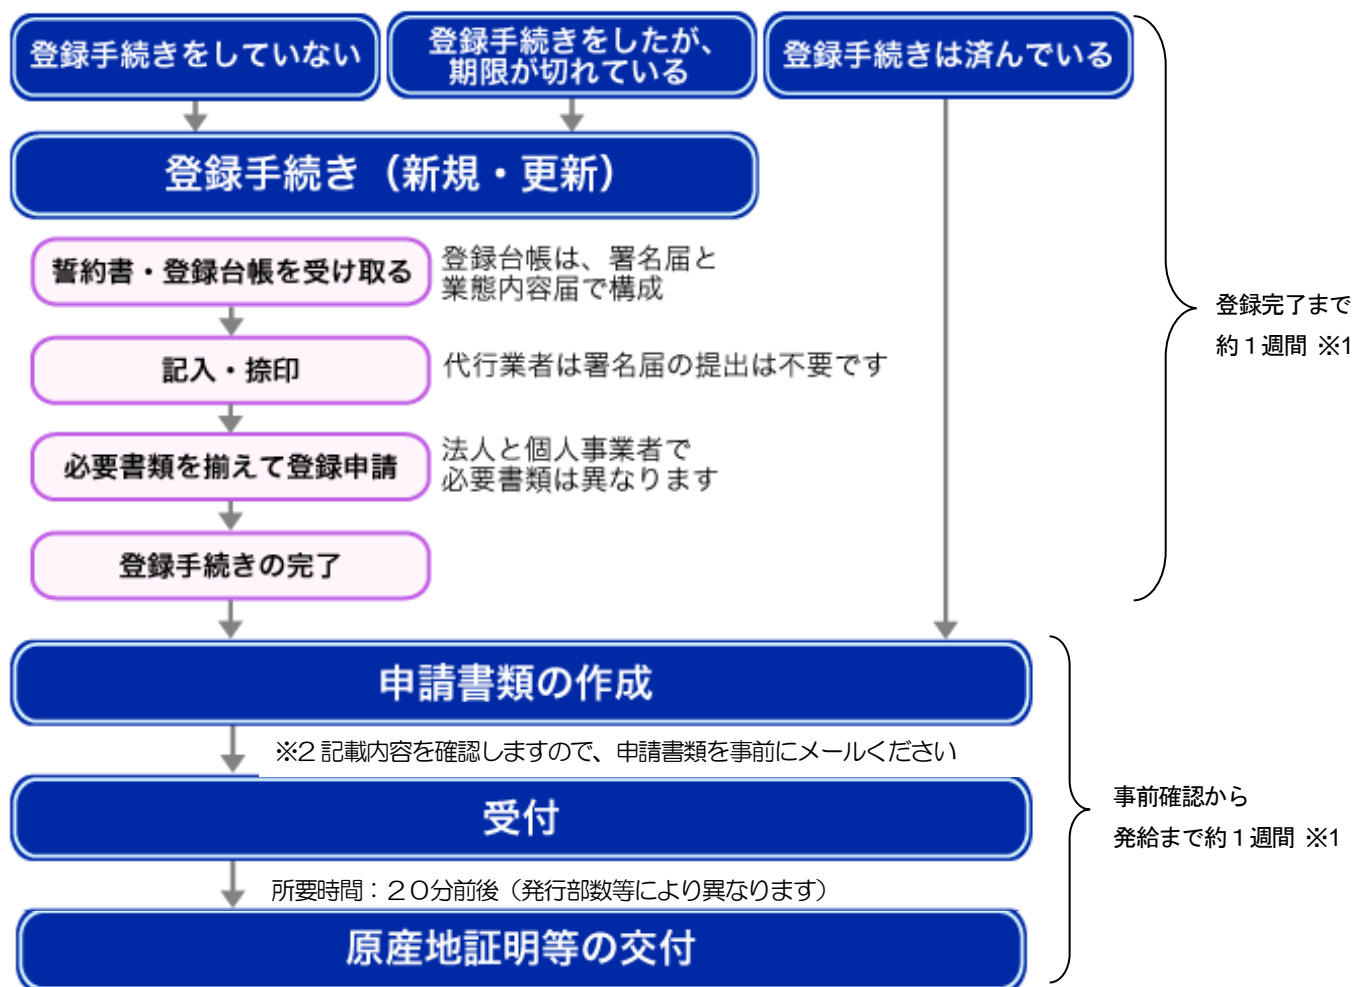 登録手続きをしていない
登録手続きをしたが、
期限が切れている
登録手続きは済んでいる
登録手続き（新規・更新）
誓約書・登録台帳を受け取る
登録台帳は、署名届と
業態内容届で構成
記入・捺印
代行業者は署名届の提出は不要です
必要書類を揃えて登録申請
法人と個人事業者で
必要書類は異なります
登録手続きの完了
登録完了まで
約１週間 ※1
申請書類の作成
※2 記載内容を確認しますので、申請書類を事前にメールください
受付
所要時間：２０分前後（発行部数等により異なります）
原産地証明等の交付
事前確認から
発給まで約１週間 ※1